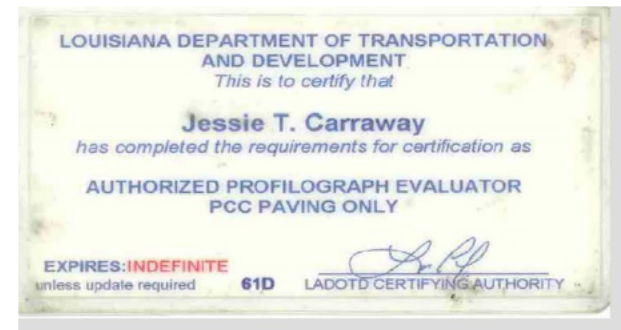 LOUISIANA DEPARTMENT OF TRANSPORTATION
AND DEVELOPMENT
This is to certify that
Jessie T. Carraway
has completed the requirements for certification as
AUTHORIZED PROFILOGRAPH EVALUATOR
PCC PAVING ONLY
EXPIRES:INDEFINITE
unless update required 61D LADOTD CERTIFYING AUTHORITY